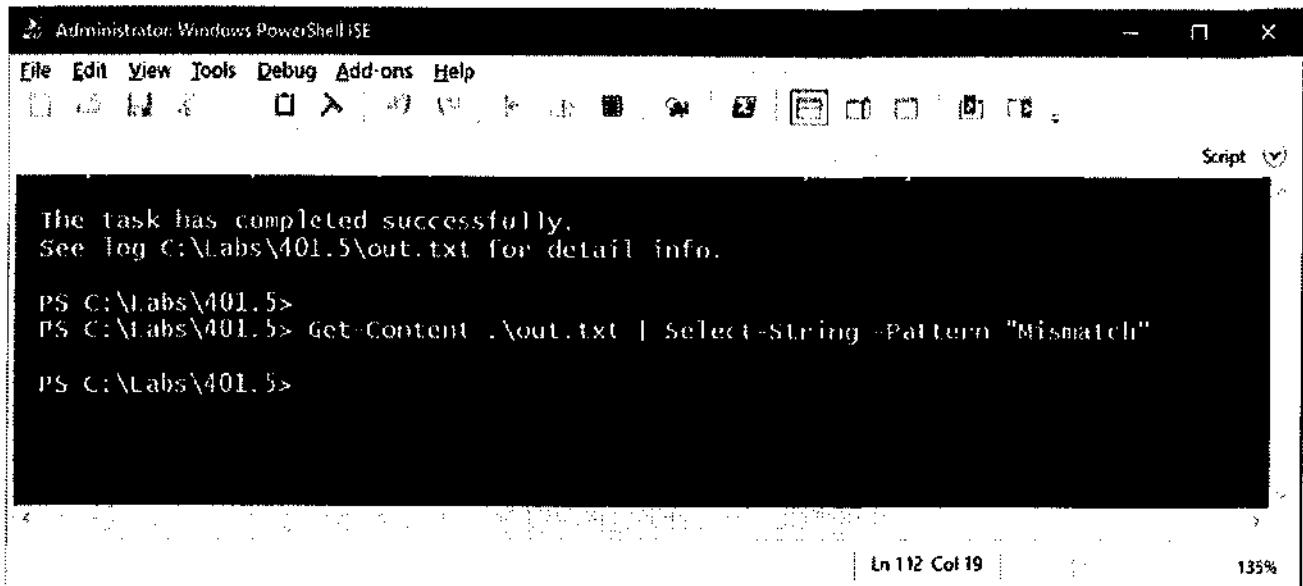 Administrator: Windows PowerShell ISE
File Edit View Tools Debug Add-ons Help
Script
The task has completed successfully.
See log C:\Labs\401.5\out.txt for detail info.
PS C:\Labs\401.5>
PS C:\Labs\401.5> Get-Content .\out.txt | Select-String -Pattern "Mismatch"
PS C:\Labs\401.5>
Ln 112 Col 19
135%